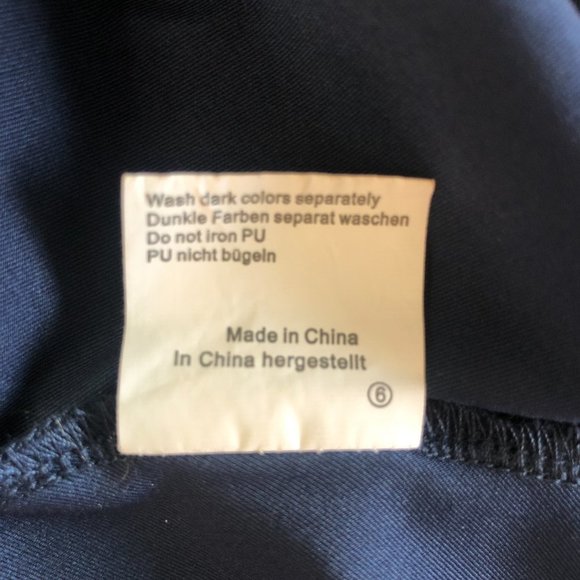 Wash dark colors separately
Dunkle Farben separat waschen
Do not iron PU
PU nicht bügeln
Made in China
In China hergestellt
⑥